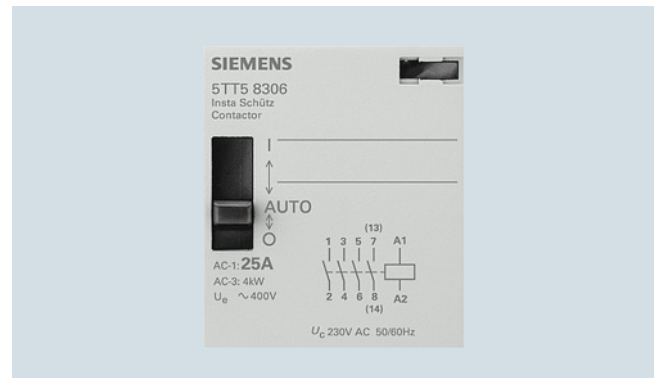 SIEMENS
5TT5 8306
Insta Schütz
Contactor
I
AUTO
O
AC-1: 25A
AC-3: 4kW
Ue ~400V
(13)
1 3 5 7 A1
2 4 6 8 A2
(14)
Uc 230V AC 50/60Hz